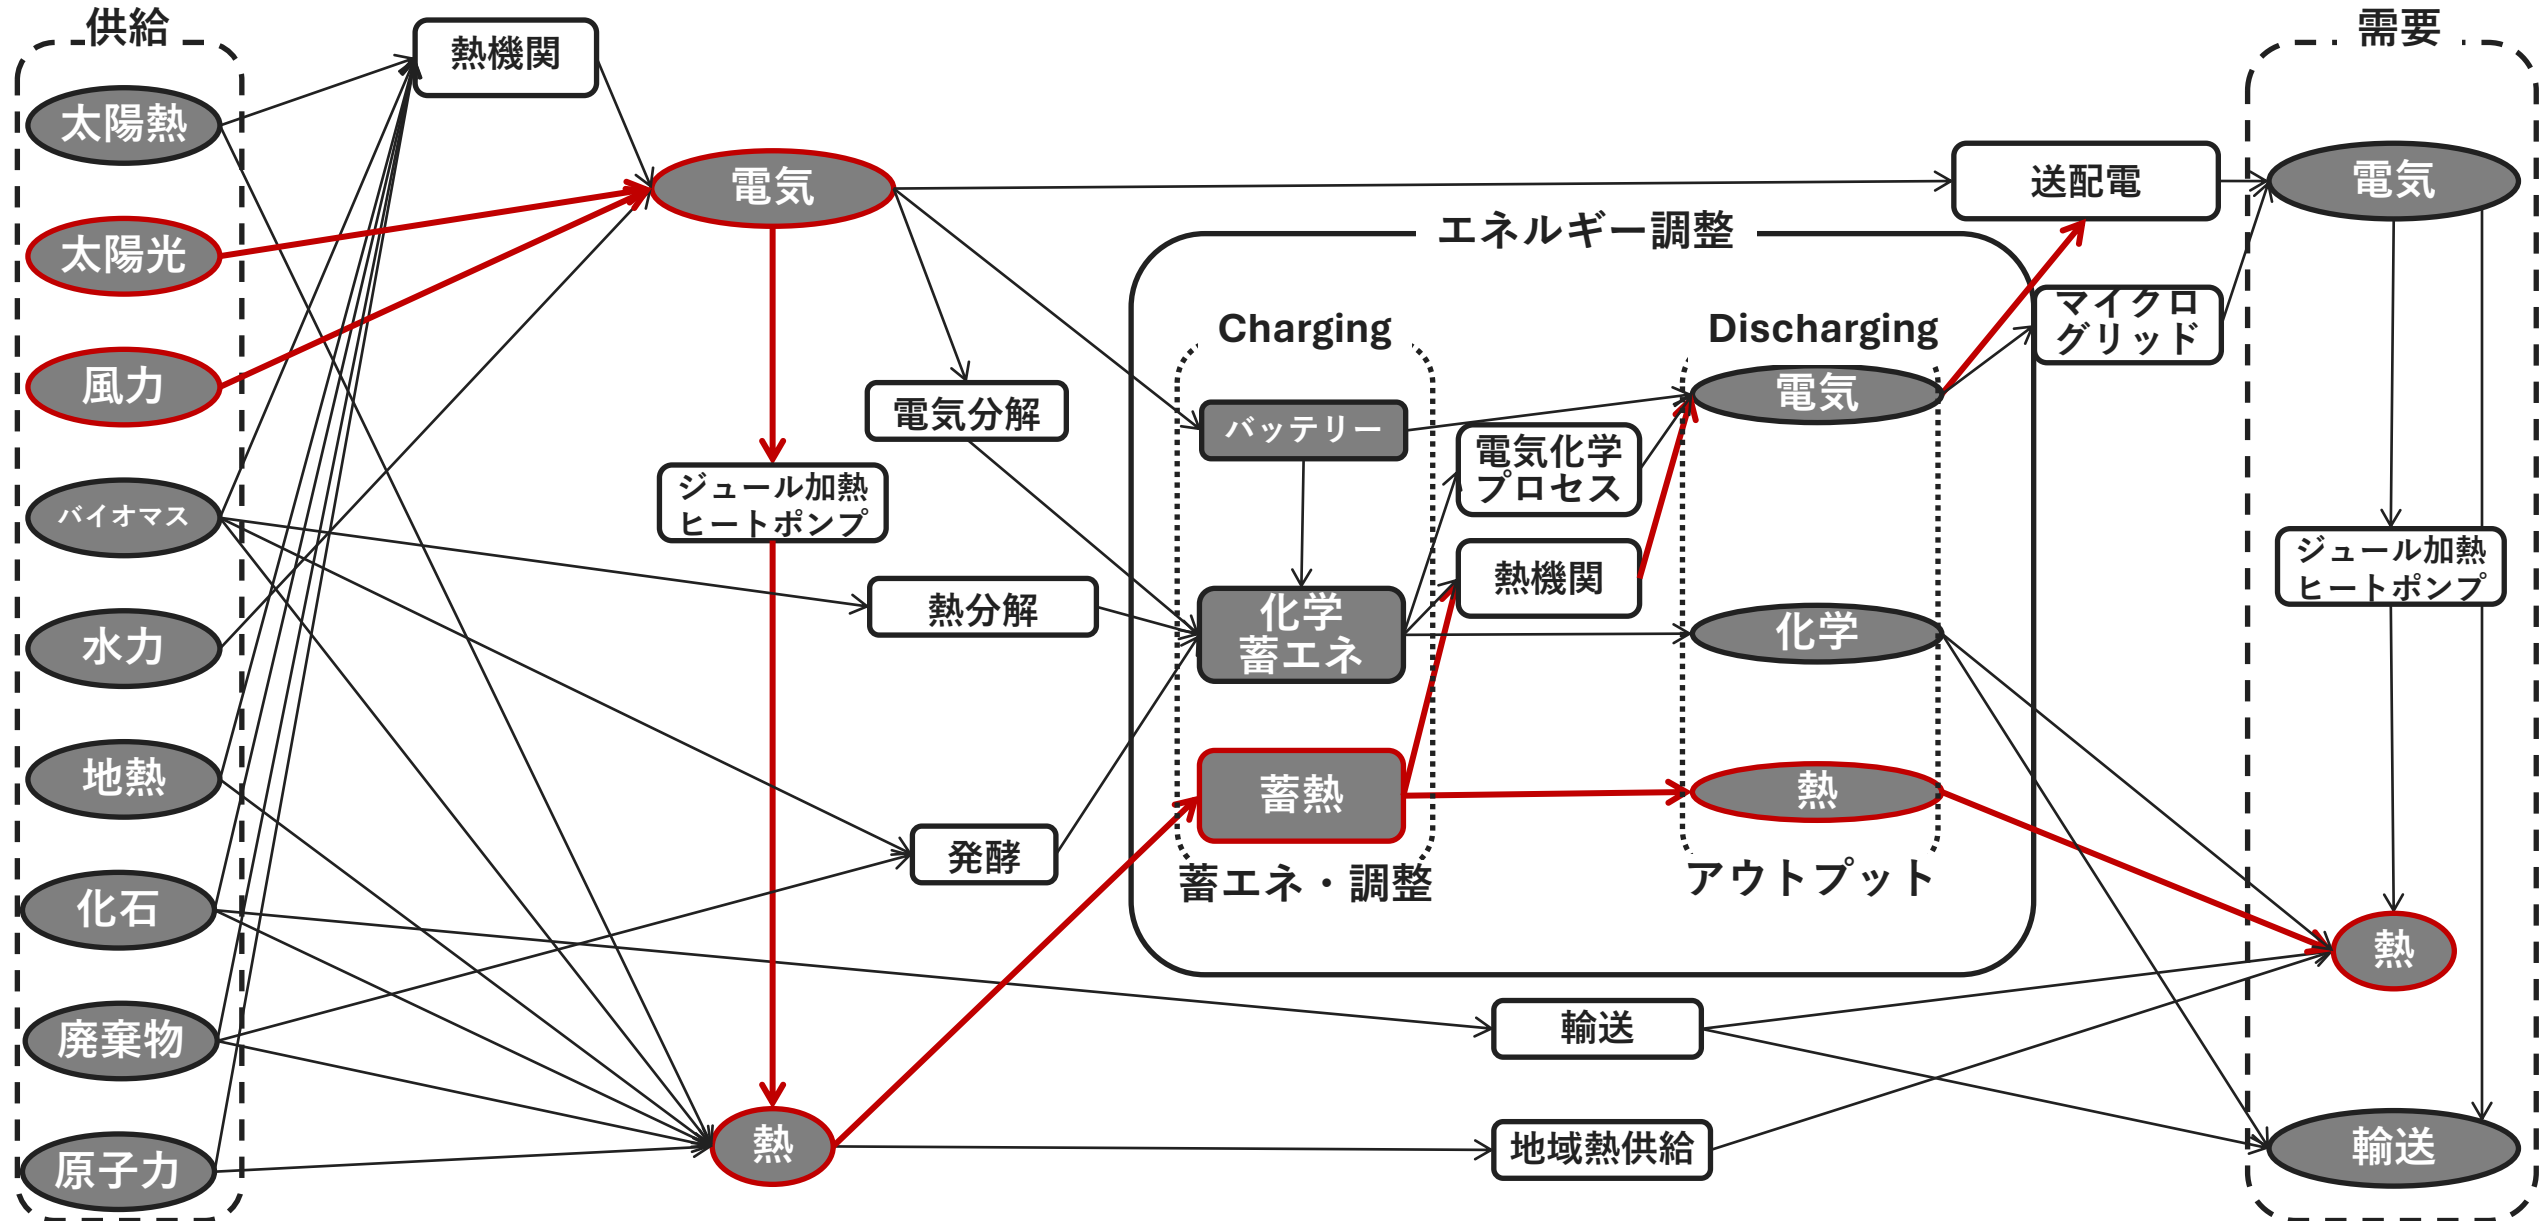 供給
太陽熱
太陽光
風力
バイオマス
水力
地熱
化石
廃棄物
原子力
熱機関
電気
ジュール加熱
ヒートポンプ
熱
電気分解
熱分解
発酵
エネルギー調整
Charging
バッテリー
化学
蓄エネ
蓄熱
蓄エネ・調整
電気化学
プロセス
熱機関
Discharging
電気
化学
熱
アウトプット
輸送
地域熱供給
送配電
マイクロ
グリッド
需要
電気
ジュール加熱
ヒートポンプ
熱
輸送